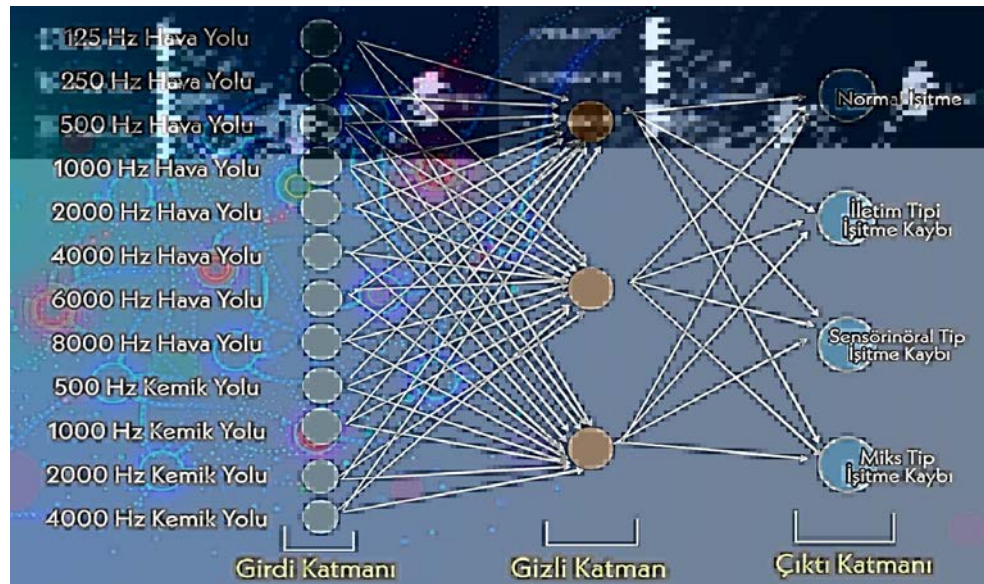 125 Hz Hava Yolu
250 Hz Hava Yolu
500 Hz Hava Yolu
1000 Hz Hava Yolu
2000 Hz Hava Yolu
4000 Hz Hava Yolu
6000 Hz Hava Yolu
8000 Hz Hava Yolu
500 Hz Kemik Yolu
1000 Hz Kemik Yolu
2000 Hz Kemik Yolu
4000 Hz Kemik Yolu
Girdi Katmanı
Gizli Katman
Normal İşitme
İletim Tipi
İşitme Kaybı
Sensörinöral Tip
İşitme Kaybı
Miks Tip
İşitme Kaybı
Çıktı Katmanı